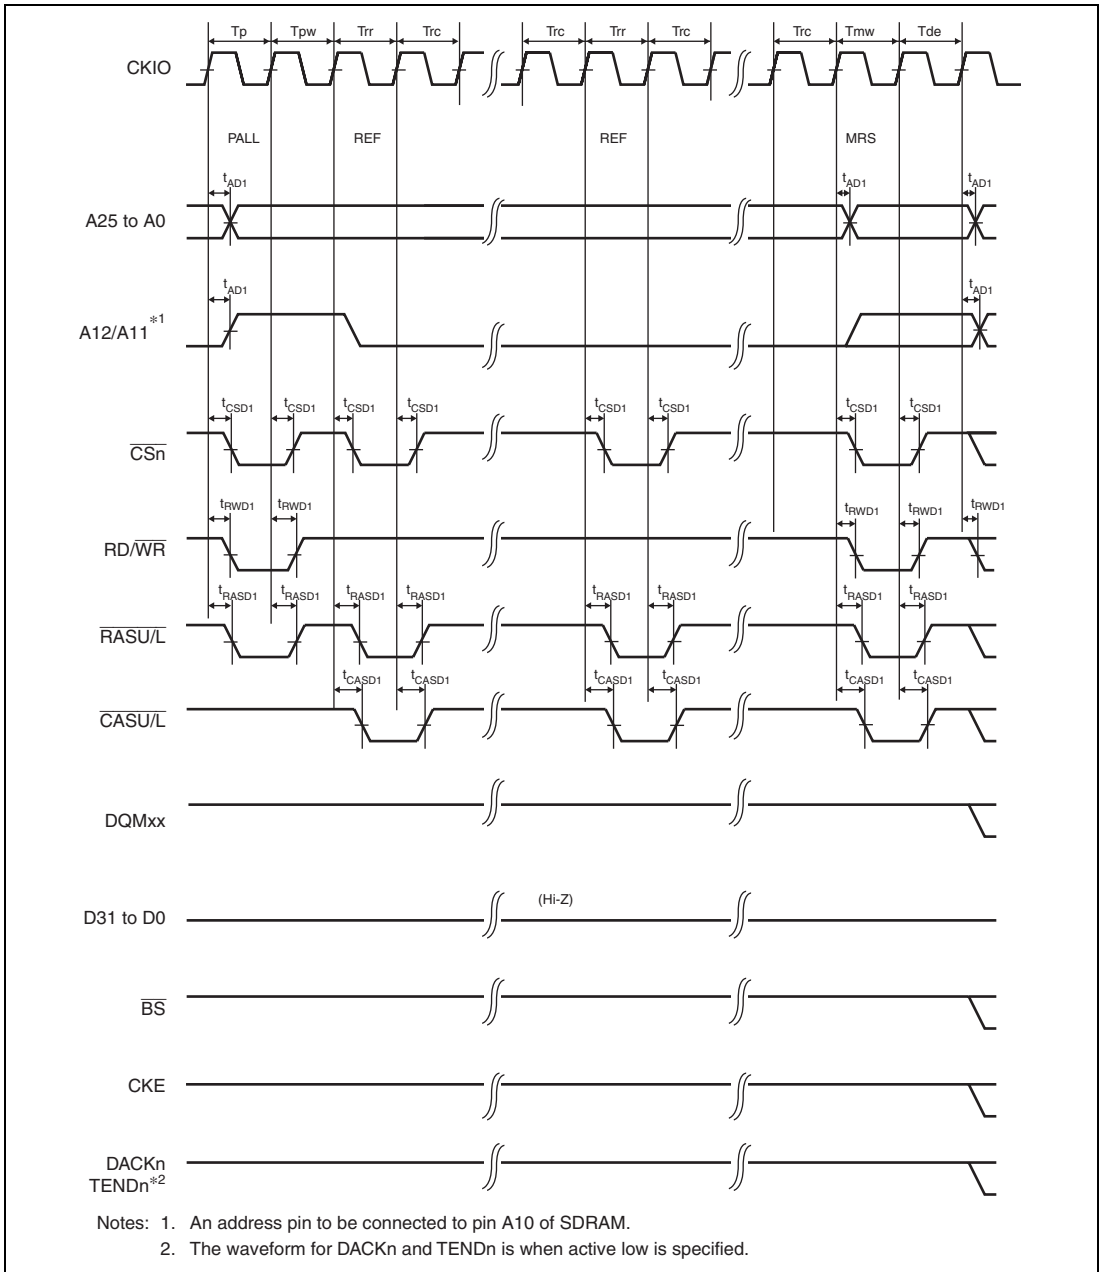 Tp Tpw Trr Trc Trc Trr Trc Trc Tmw Tde
CKIO
PALL REF REF MRS
tAD1 tAD1 tAD1
A25 to A0
tAD1 tAD1
A12/A11*1
tCSD1 tCSD1 tCSD1 tCSD1 tCSD1 tCSD1 tCSD1 tCSD1
CSn
tRWD1 tRWD1 tRWD1 tRWD1 tRWD1
RD/WR
tRASD1 tRASD1 tRASD1 tRASD1 tRASD1 tRASD1 tRASD1 tRASD1
RASU/L
tCASD1 tCASD1 tCASD1 tCASD1 tCASD1 tCASD1
CASU/L
DQMxx
(Hi-Z)
D31 to D0
BS
CKE
DACKn
TENDn*2
Notes: 1. An address pin to be connected to pin A10 of SDRAM.
2. The waveform for DACKn and TENDn is when active low is specified.